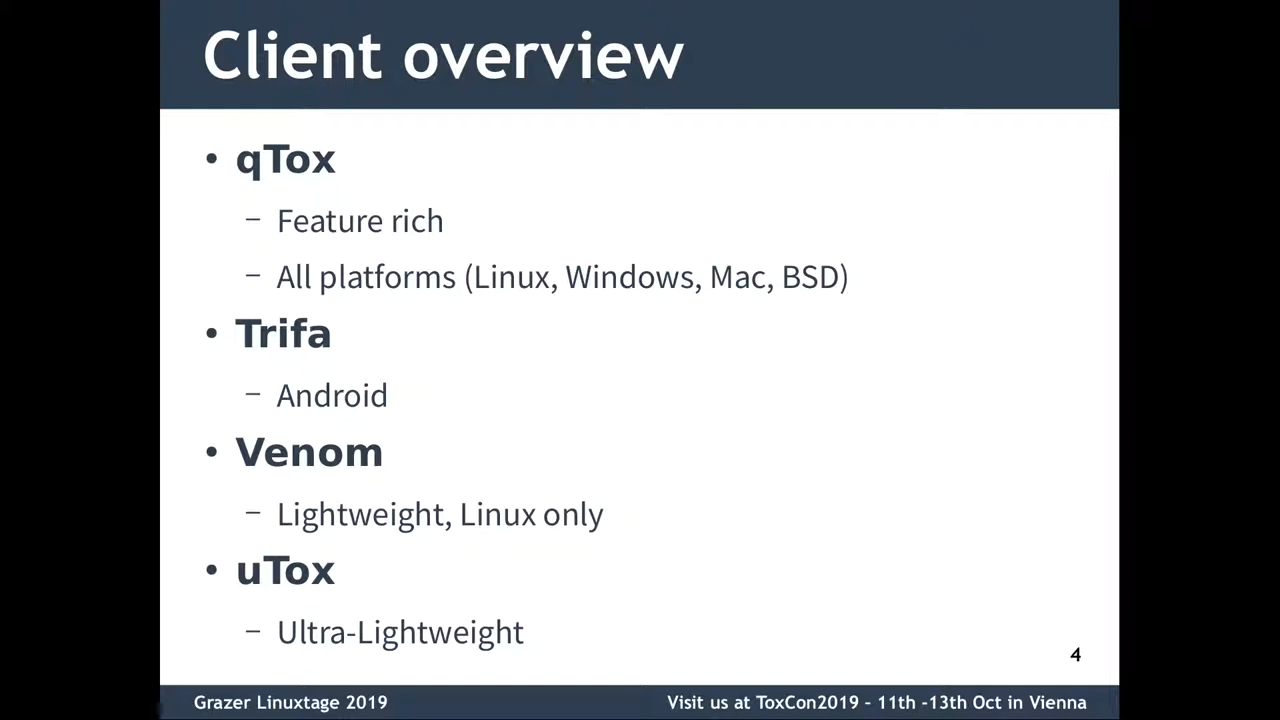 Client overview
• qTox
– Feature rich
– All platforms (Linux, Windows, Mac, BSD)
• Trifa
– Android
• Venom
– Lightweight, Linux only
• uTox
– Ultra-Lightweight
4
Grazer Linuxtage 2019
Visit us at ToxCon2019 - 11th -13th Oct in Vienna